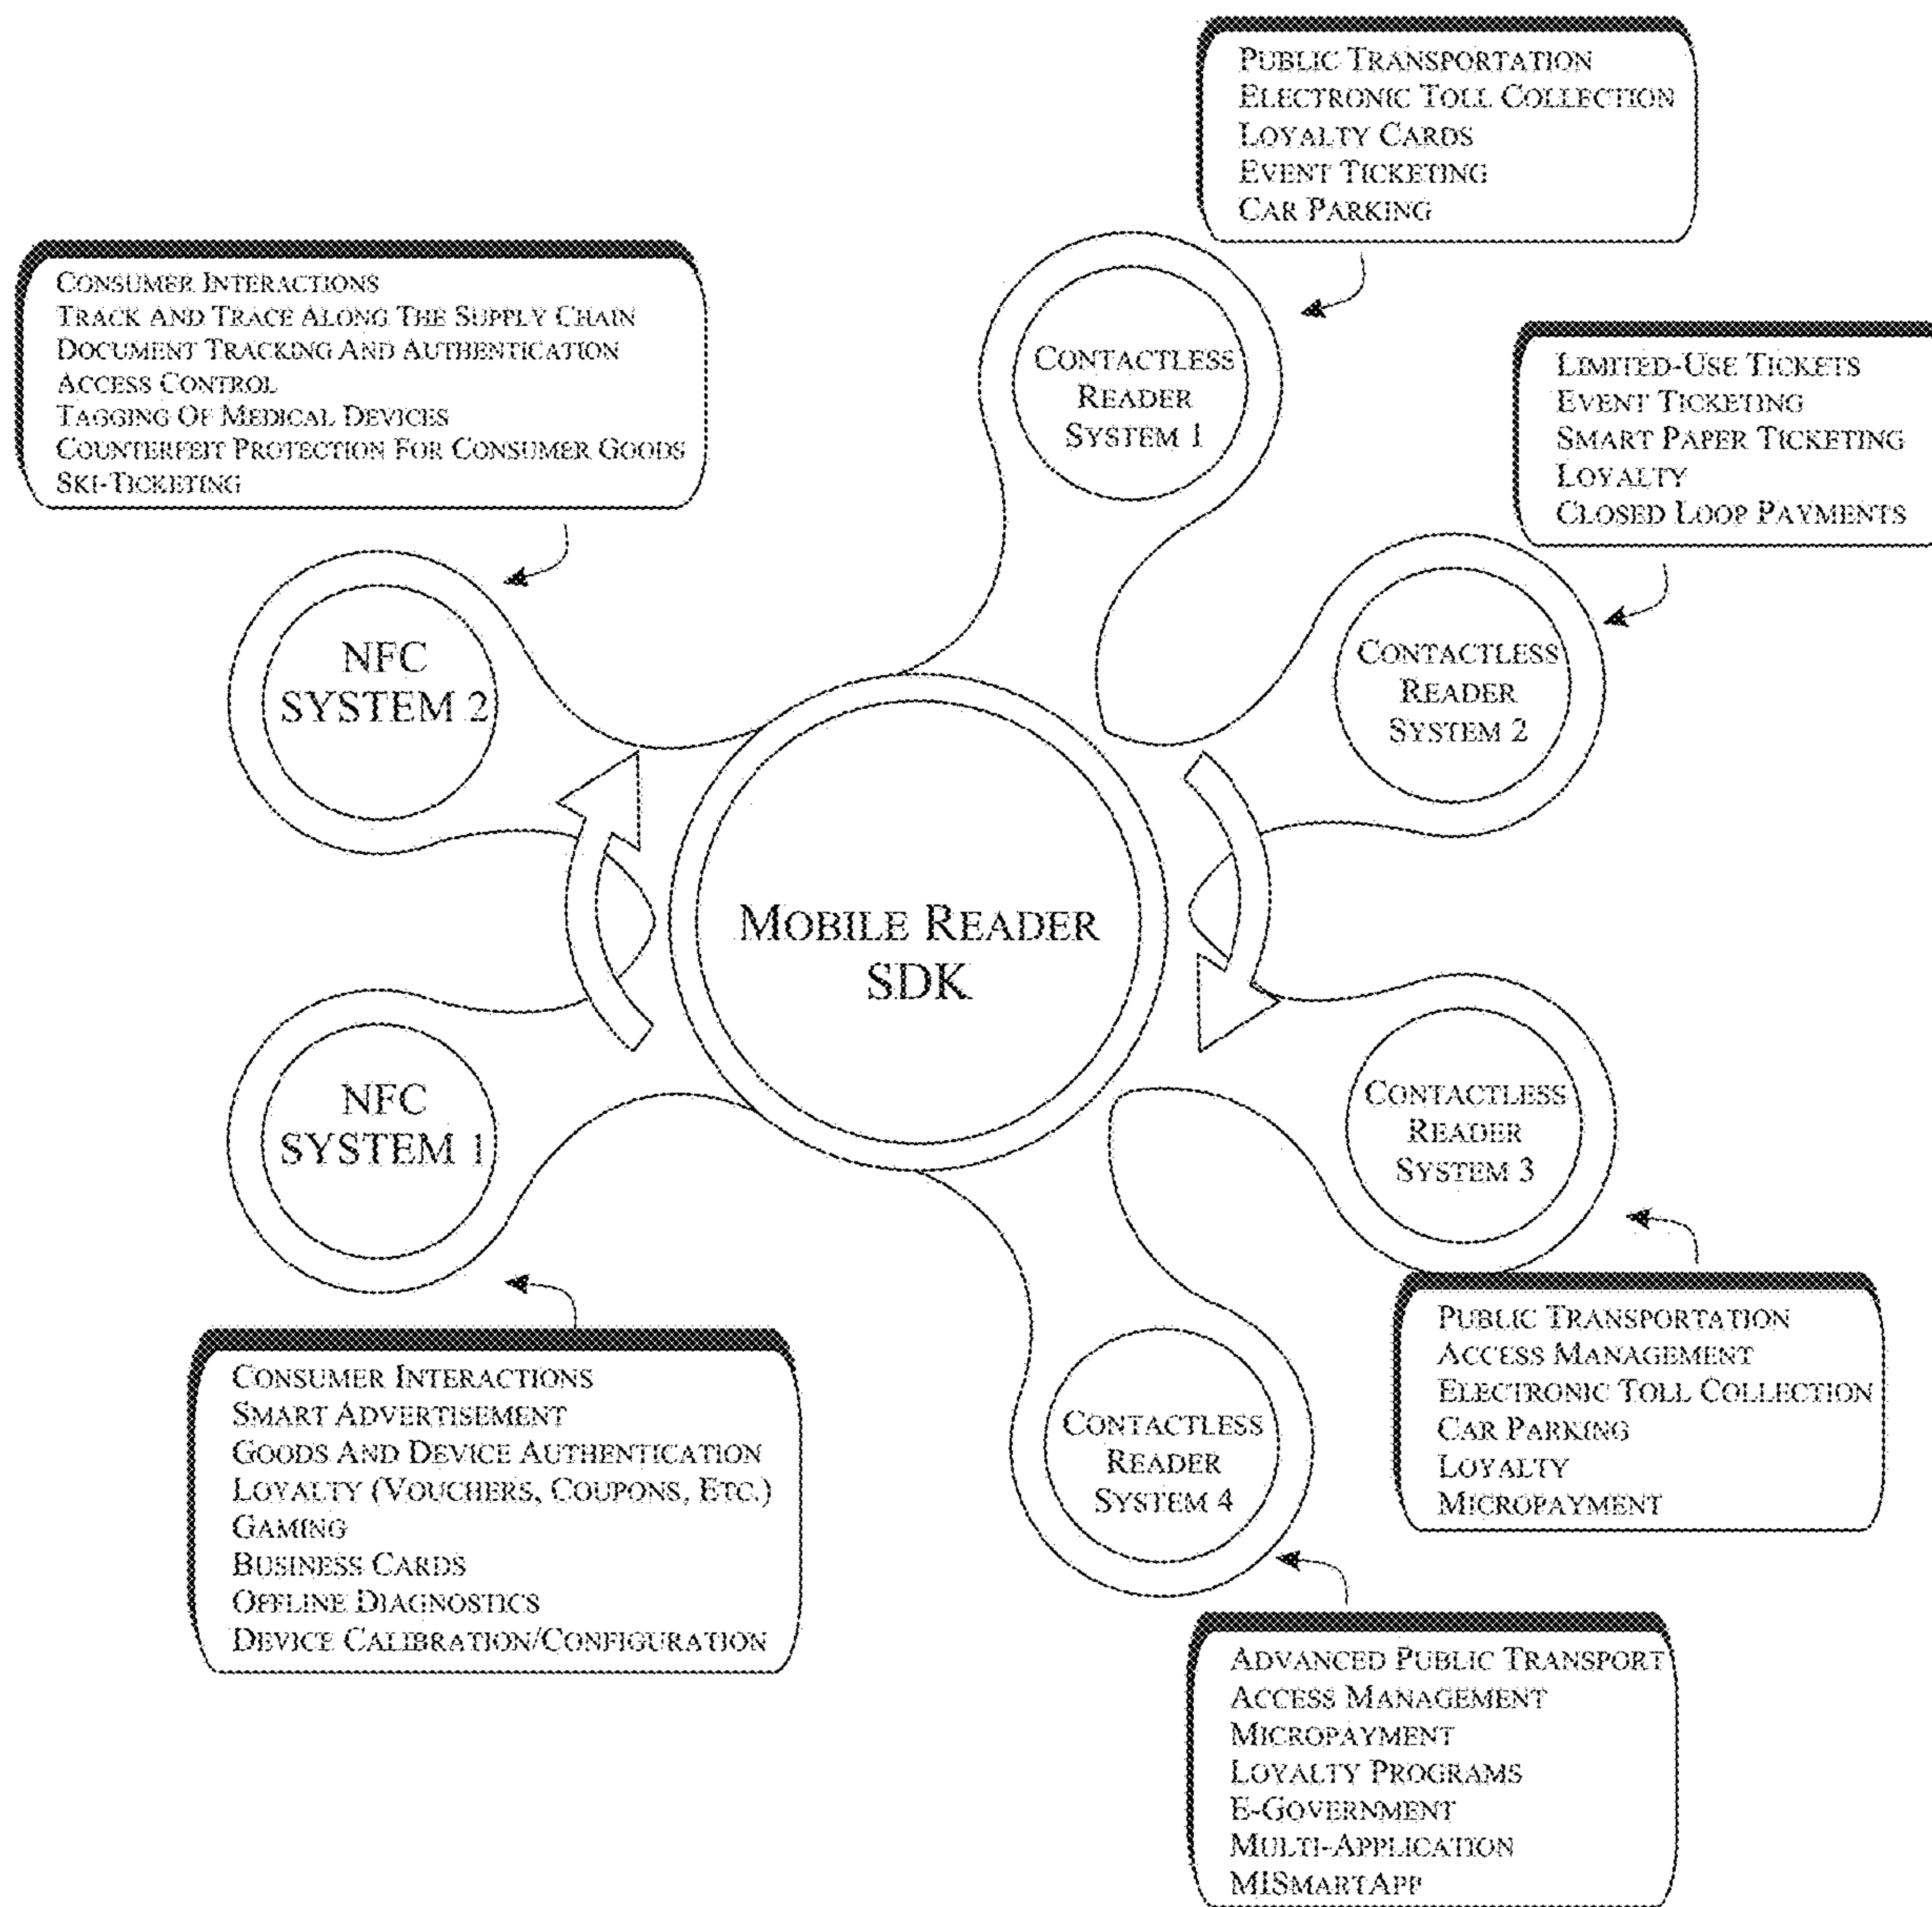 PUBLIC TRANSPORTATION
ELECTRONIC TOLL COLLECTION
LOYALTY CARDS
EVENT TICKETING
CAR PARKING
CONSUMER INTERACTIONS
TRACK AND TRACE ALONG THE SUPPLY CHAIN
DOCUMENT TRACKING AND AUTHENTICATION
ACCESS CONTROL
TAGGING OF MEDICAL DEVICES
COUNTERFEIT PROTECTION FOR CONSUMER GOODS
SKI-TICKETING
CONTACTLESS
READER
SYSTEM 1
LIMITED-USE TICKETS
EVENT TICKETING
SMART PAPER TICKETING
LOYALTY
CLOSED LOOP PAYMENTS
NFC
SYSTEM 2
CONTACTLESS
READER
SYSTEM 2
MOBILE READER
SDK
NFC
SYSTEM 1
CONTACTLESS
READER
SYSTEM 3
PUBLIC TRANSPORTATION
ACCESS MANAGEMENT
ELECTRONIC TOLL COLLECTION
CAR PARKING
LOYALTY
MICROPAYMENT
CONSUMER INTERACTIONS
SMART ADVERTISEMENT
GOODS AND DEVICE AUTHENTICATION
LOYALTY (VOUCHERS, COUPONS, ETC.)
GAMING
BUSINESS CARDS
OFFLINE DIAGNOSTICS
DEVICE CALIBRATION/CONFIGURATION
CONTACTLESS
READER
SYSTEM 4
ADVANCED PUBLIC TRANSPORT
ACCESS MANAGEMENT
MICROPAYMENT
LOYALTY PROGRAMS
E-GOVERNMENT
MULTI-APPLICATION
MISMARTAPP